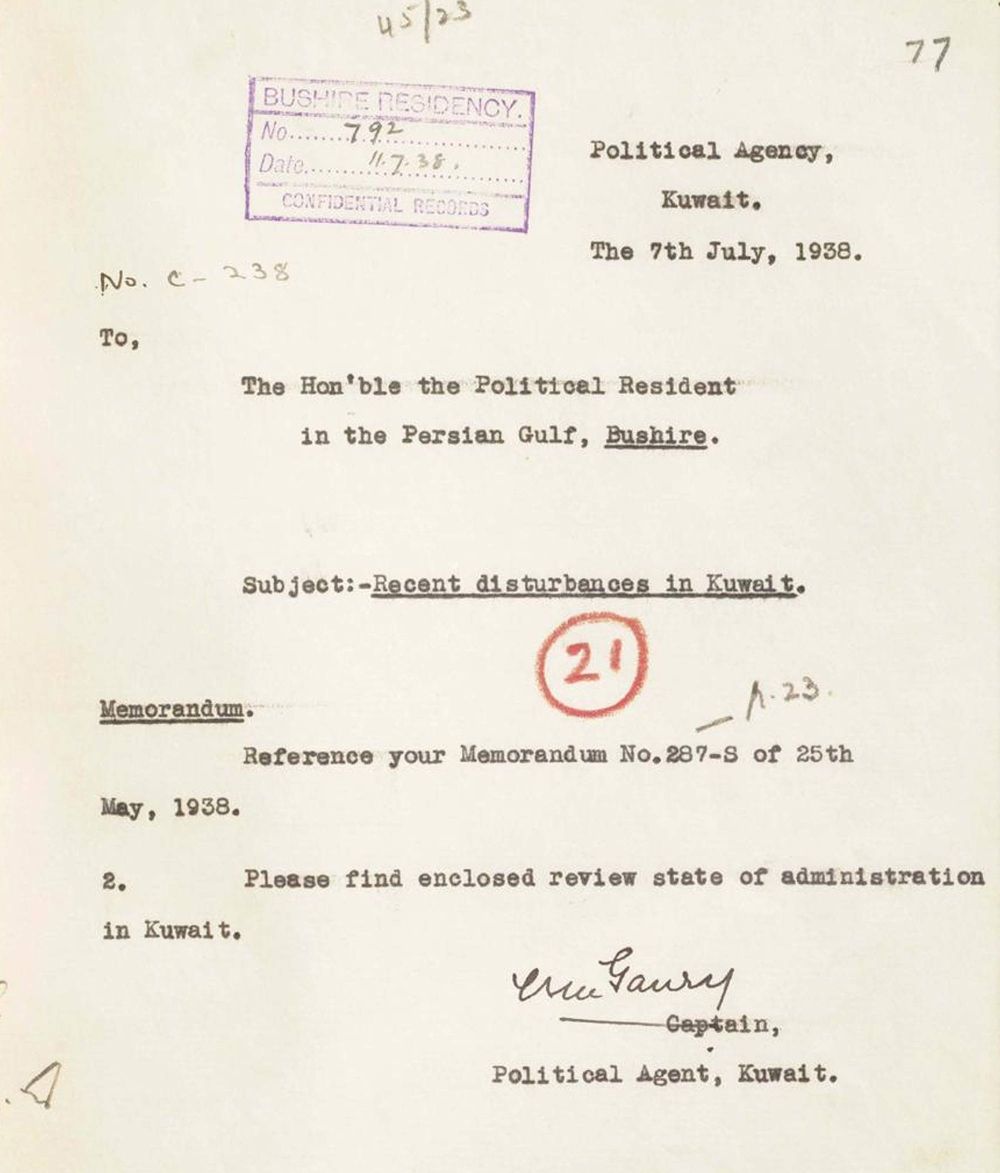 45/23
77
BUSHIRE RESIDENCY.
No. 792
Date 11.7.38.
CONFIDENTIAL RECORDS
Political Agency,
Kuwait.
The 7th July, 1938.
No. C - 238
To,
The Hon'ble the Political Resident
in the Persian Gulf, Bushire.
Subject:-Recent disturbances in Kuwait.
21
p.23.
Memorandum.
Reference your Memorandum No.287-S of 25th
May, 1938.
2. Please find enclosed review state of administration
in Kuwait.
Captain,
Political Agent, Kuwait.